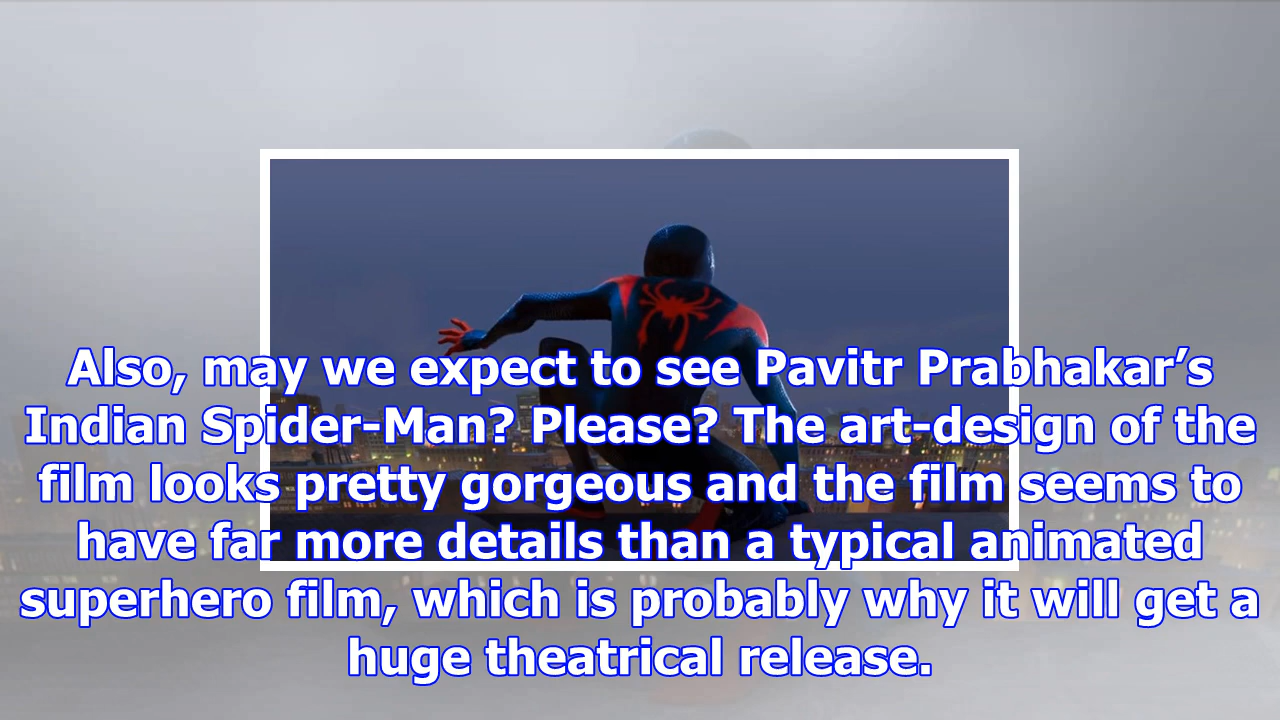 Also, may we expect to see Pavitr Prabhakar’s
Indian Spider-Man? Please? The art-design of the
film looks pretty gorgeous and the film seems to
have far more details than a typical animated
superhero film, which is probably why it will get a
huge theatrical release.